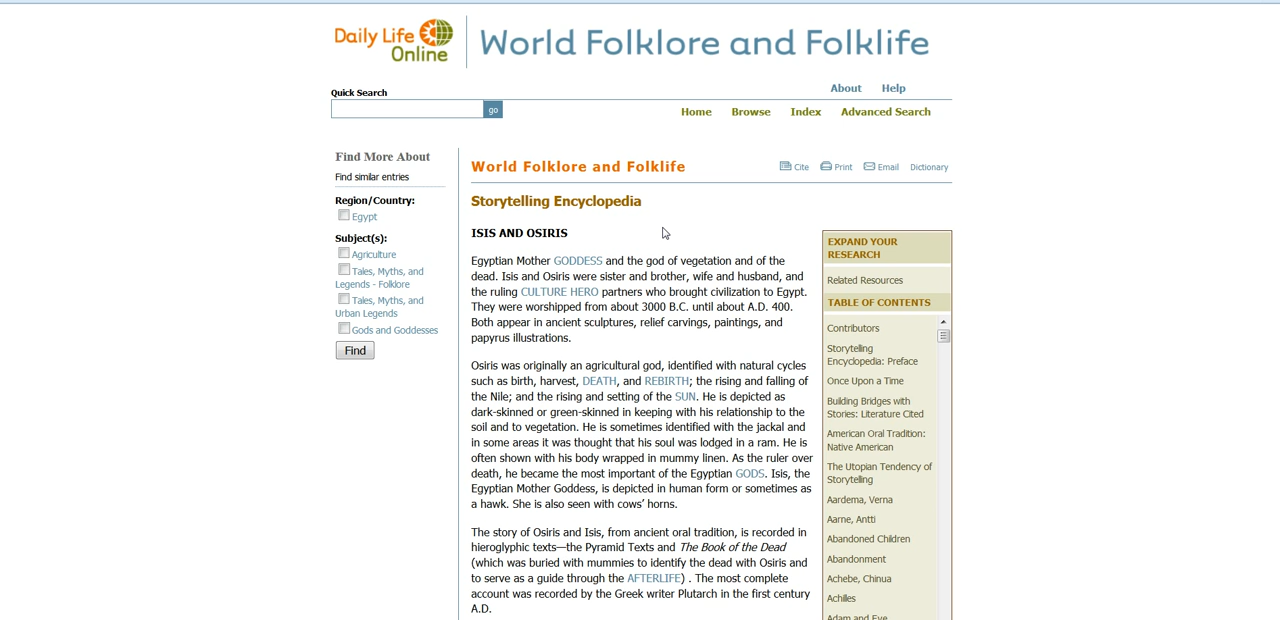 Daily Life
Online
World Folklore and Folklife
About Help
Quick Search
go
Home Browse Index Advanced Search
Find More About
Find similar entries
Region/Country:
Egypt
Subject(s):
Agriculture
Tales, Myths, and
Legends - Folklore
Tales, Myths, and
Urban Legends
Gods and Goddesses
Find
World Folklore and Folklife
Cite Print Email Dictionary
Storytelling Encyclopedia
ISIS AND OSIRIS
Egyptian Mother GODDESS and the god of vegetation and of the
dead. Isis and Osiris were sister and brother, wife and husband, and
the ruling CULTURE HERO partners who brought civilization to Egypt.
They were worshipped from about 3000 B.C. until about A.D. 400.
Both appear in ancient sculptures, relief carvings, paintings, and
papyrus illustrations.
Osiris was originally an agricultural god, identified with natural cycles
such as birth, harvest, DEATH, and REBIRTH; the rising and falling of
the Nile; and the rising and setting of the SUN. He is depicted as
dark-skinned or green-skinned in keeping with his relationship to the
soil and to vegetation. He is sometimes identified with the jackal and
in some areas it was thought that his soul was lodged in a ram. He is
often shown with his body wrapped in mummy linen. As the ruler over
death, he became the most important of the Egyptian GODS. Isis, the
Egyptian Mother Goddess, is depicted in human form or sometimes as
a hawk. She is also seen with cows' horns.
The story of Osiris and Isis, from ancient oral tradition, is recorded in
hieroglyphic texts—the Pyramid Texts and The Book of the Dead
(which was buried with mummies to identify the dead with Osiris and
to serve as a guide through the AFTERLIFE) . The most complete
account was recorded by the Greek writer Plutarch in the first century
A.D.
EXPAND YOUR
RESEARCH
Related Resources
TABLE OF CONTENTS
Contributors
Storytelling
Encyclopedia: Preface
Once Upon a Time
Building Bridges with
Stories: Literature Cited
American Oral Tradition:
Native American
The Utopian Tendency of
Storytelling
Aardema, Verna
Aarne, Antti
Abandoned Children
Abandonment
Achebe, Chinua
Achilles
Adam and Eve